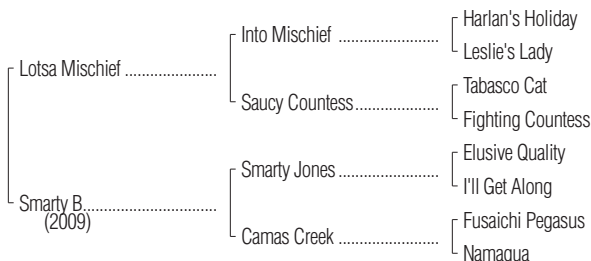 Harlan's Holiday
Into Mischief ........................
Leslie's Lady
Lotsa Mischief ......................
Tabasco Cat
Saucy Countess....................
Fighting Countess
Elusive Quality
Smarty Jones ........................
I'll Get Along
Smarty B................................
(2009)
Fusaichi Pegasus
Camas Creek ........................
Namaqua